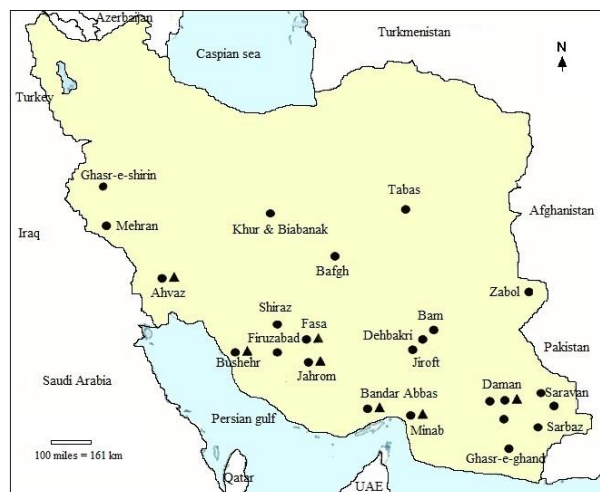 Azerbaijan
Turkmenistan
Caspian sea
N
Turkey
Ghasr-e-shirin
Tabas
Afghanistan
Mehran
Khur & Biabanak
Iraq
Bafgh
Ahvaz
Zabol
Shiraz
Bam
Fasa
Firuzabad
Dehbakri
Pakistan
Bushehr
Jahrom
Jiroft
Saudi Arabia
Bandar Abbas
Daman
Saravan
Persian gulf
Minab
Sarbaz
100 miles = 161 km
Ghasr-e-ghand
Qatar
UAE